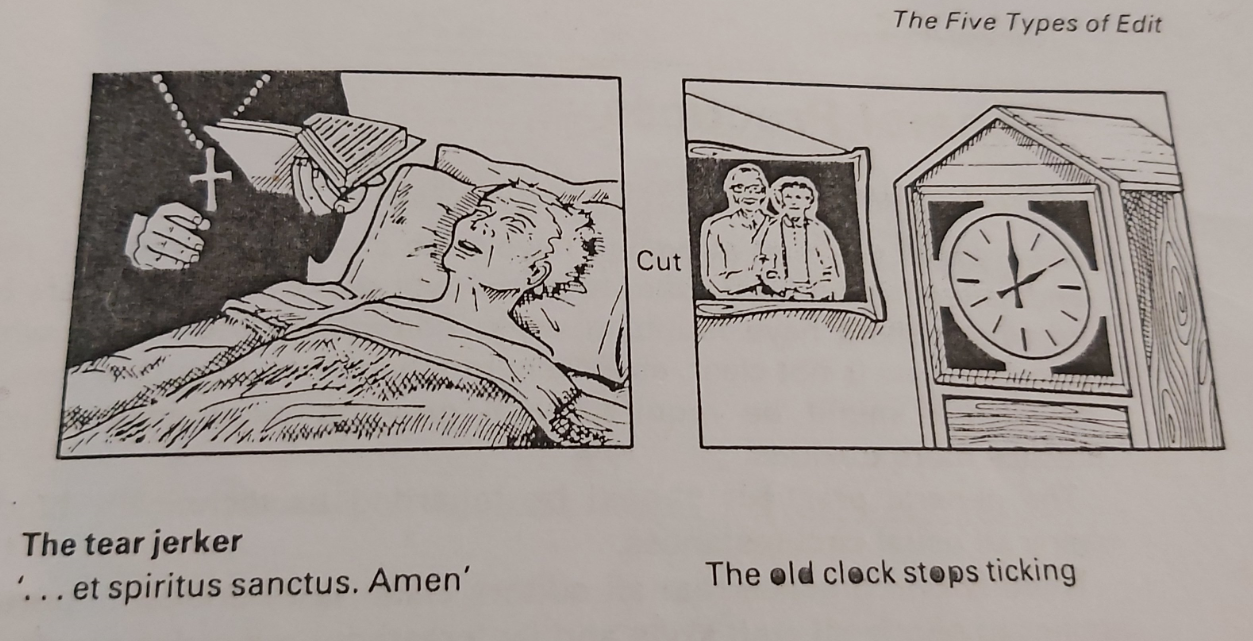 The Five Types of Edit
Cut
The tear jerker
'... et spiritus sanctus. Amen'
The old clock stops ticking